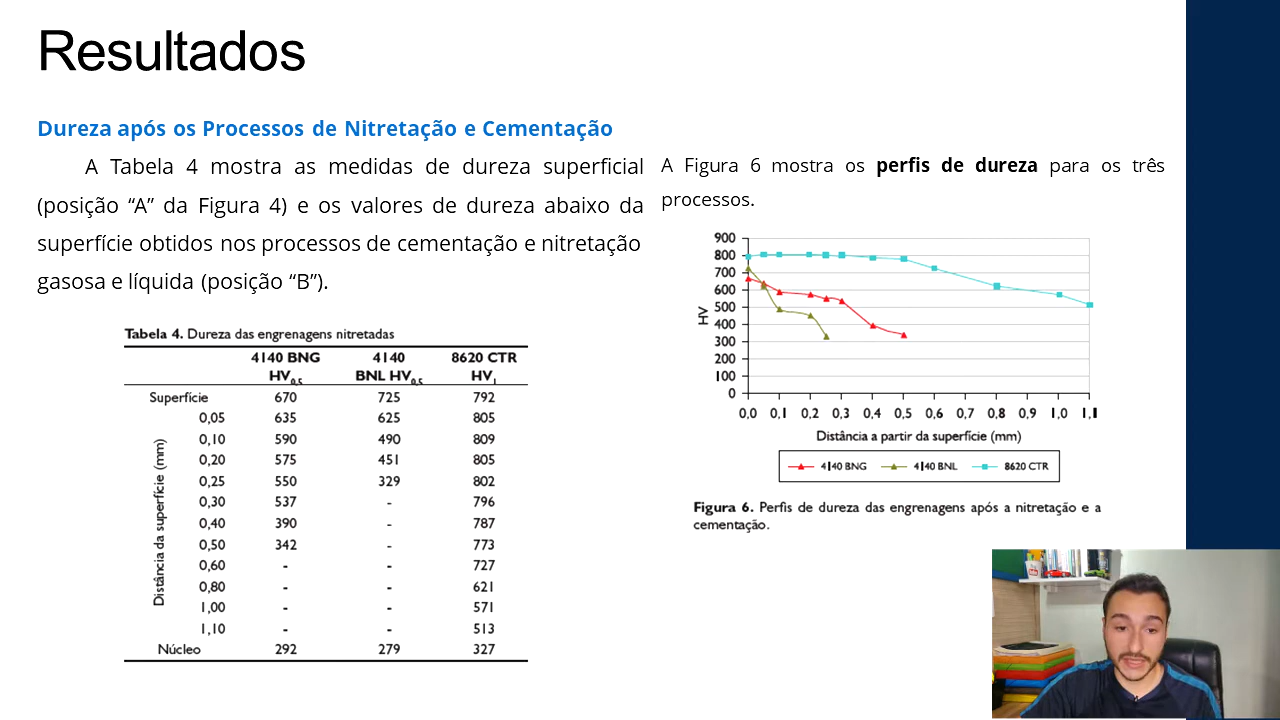 Resultados
Dureza após os Processos de Nitretação e Cementação
A Tabela 4 mostra as medidas de dureza superficial
(posição “A” da Figura 4) e os valores de dureza abaixo da
superfície obtidos nos processos de cementação e nitretação
gasosa e líquida (posição “B”).
Tabela 4. Dureza das engrenagens nitretadas
4140 BNG 4140 8620 CTR
HV0,5 BNL HV0,5 HV1
Superfície 670 725 792
Distância da superfície (mm)
0,05 635 625 805
0,10 590 490 809
0,20 575 451 805
0,25 550 329 802
0,30 537 - 796
0,40 390 - 787
0,50 342 - 773
0,60 - - 727
0,80 - - 621
1,00 - - 571
1,10 - - 513
Núcleo 292 279 327
A Figura 6 mostra os perfis de dureza para os três
processos.
HV
900
800
700
600
500
400
300
200
100
0
0,0 0,1 0,2 0,3 0,4 0,5 0,6 0,7 0,8 0,9 1,0 1,1
Distância a partir da superfície (mm)
4140 BNG 4140 BNL 8620 CTR
Figura 6. Perfis de dureza das engrenagens após a nitretação e a
cementação.